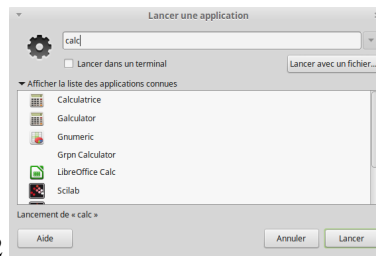 Lancer une application
calc
Lancer dans un terminal
Lancer avec un fichier...
Afficher la liste des applications connues
Calculatrice
Galculator
Gnumeric
Grpn Calculator
LibreOffice Calc
Scilab
Lancement de « calc »
Aide
Annuler
Lancer